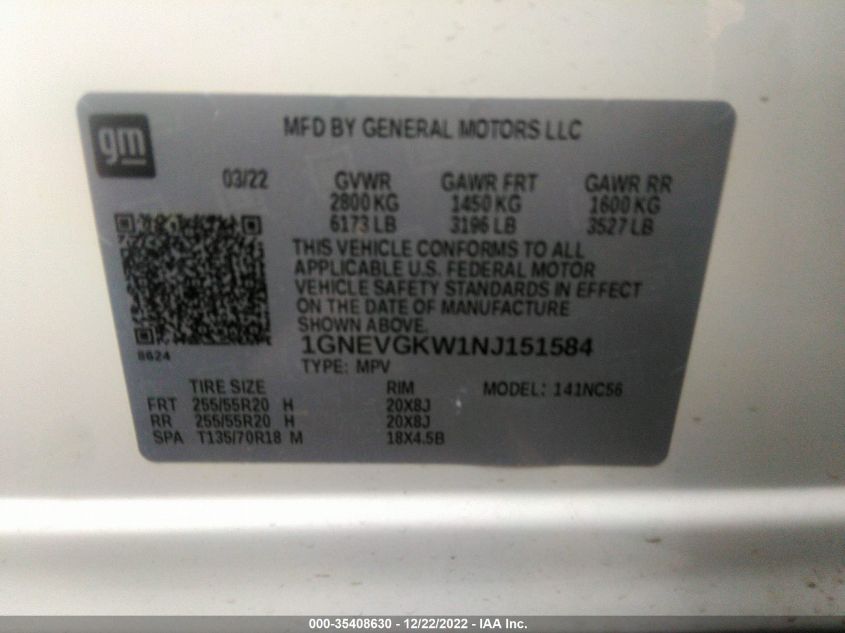 gm
MFD BY GENERAL MOTORS LLC
03/22 GVWR GAWR FRT GAWR RR
2800 KG 1450 KG 1600 KG
6173 LB 3196 LB 3527 LB
THIS VEHICLE CONFORMS TO ALL
APPLICABLE U.S. FEDERAL MOTOR
VEHICLE SAFETY STANDARDS IN EFFECT
ON THE DATE OF MANUFACTURE
SHOWN ABOVE.
8624
1GNEVGKW1NJ151584
TYPE: MPV
TIRE SIZE RIM MODEL: 141NC56
FRT 255/55R20 H 20X8J
RR 255/55R20 H 20X8J
SPA T135/70R18 M 18X4.5B
000-35408630 - 12/22/2022 - IAA Inc.